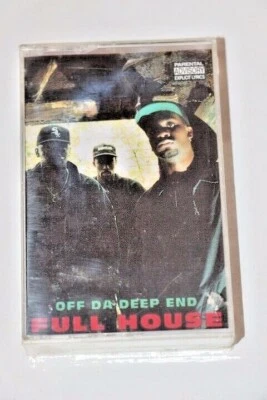 PARENTAL
ADVISORY
EXPLICIT LYRICS
OFF DA DEEP END
FULL HOUSE